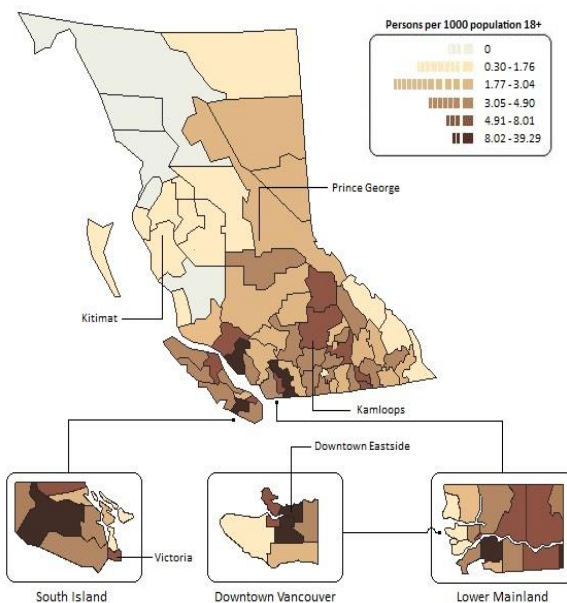 Persons per 1000 population 18+
0
0.30 - 1.76
1.77 - 3.04
3.05 - 4.90
4.91 - 8.01
8.02 - 39.29
Prince George
Kitimat
Kamloops
Downtown Eastside
Victoria
South Island
Downtown Vancouver
Lower Mainland